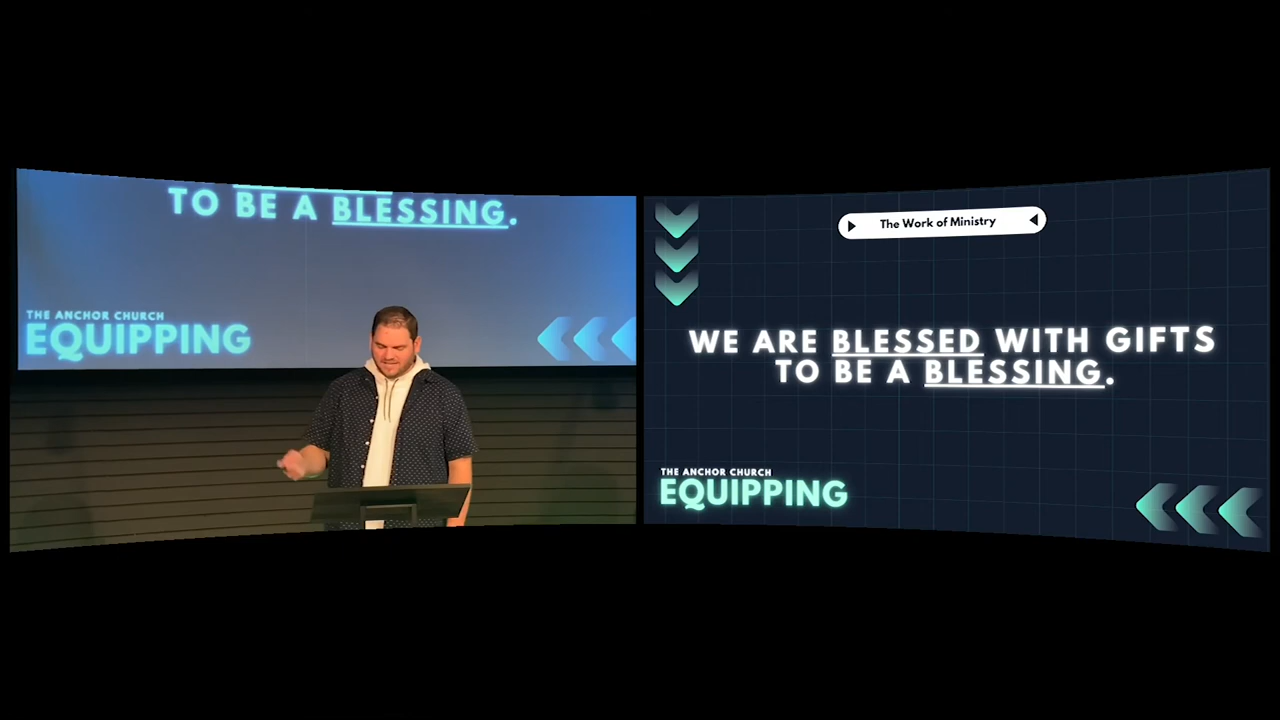 TO BE A BLESSING.
THE ANCHOR CHURCH
EQUIPPING
The Work of Ministry
WE ARE BLESSED WITH GIFTS
TO BE A BLESSING.
THE ANCHOR CHURCH
EQUIPPING